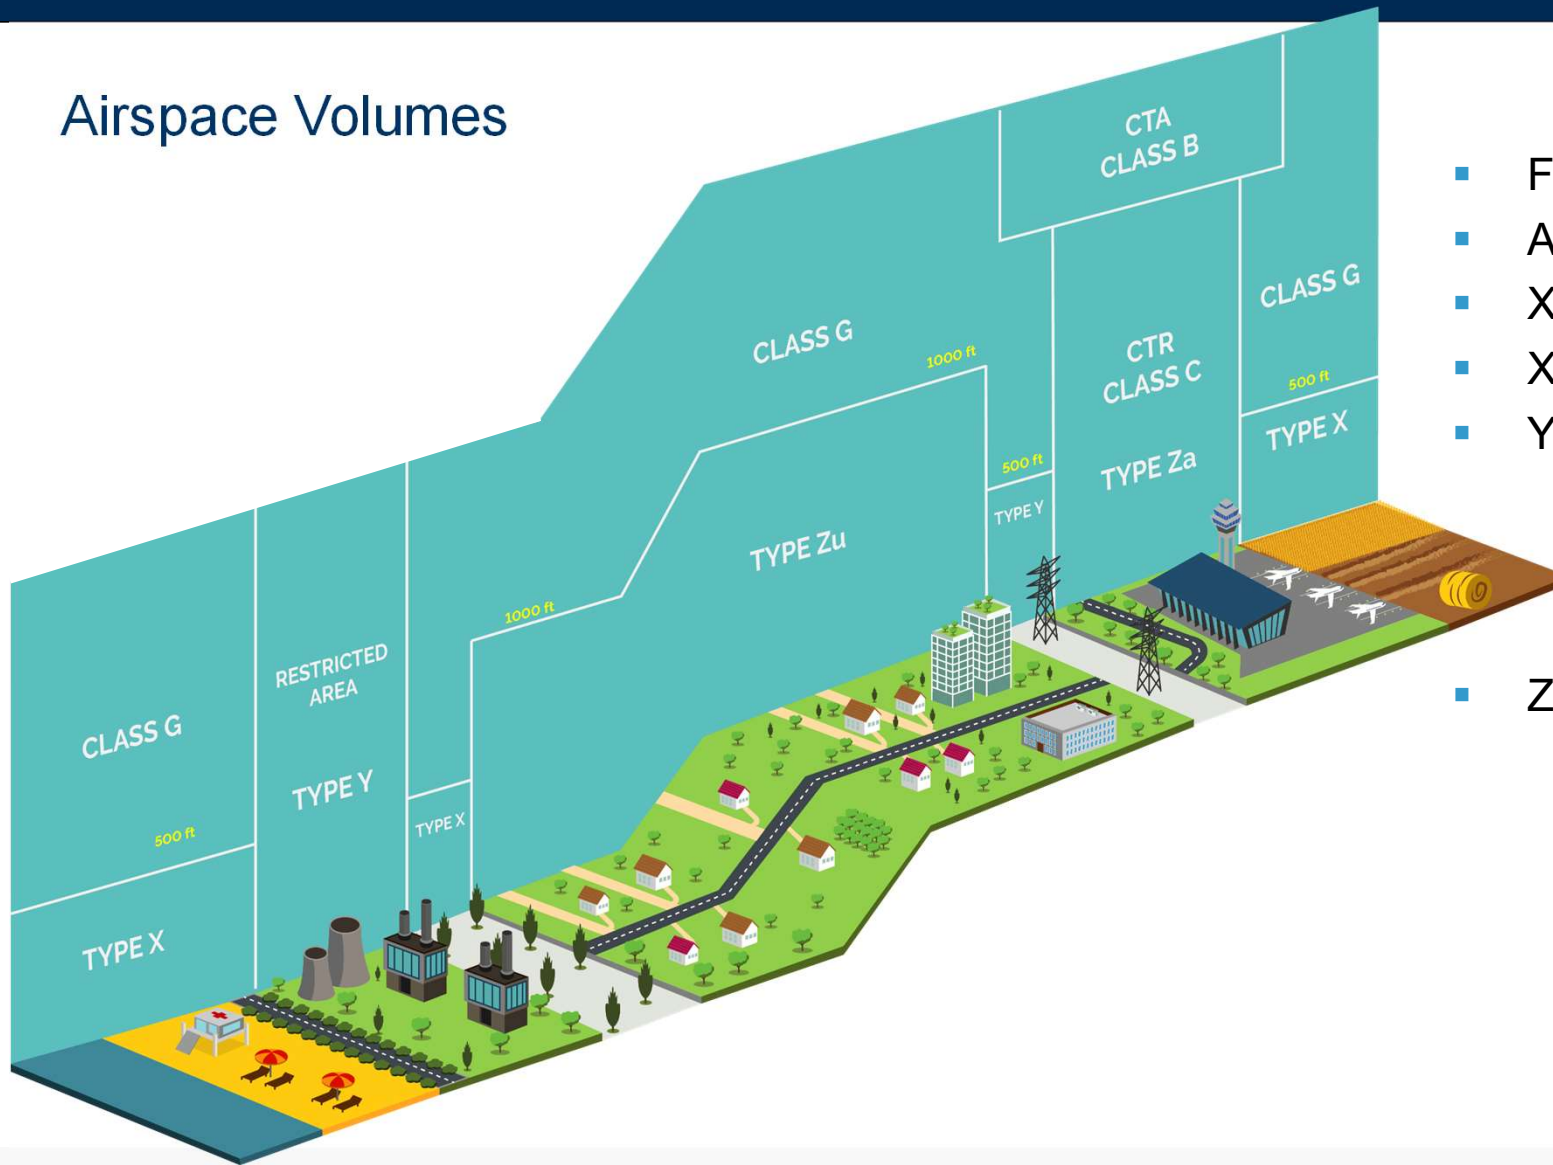 Airspace Volumes
CTA
CLASS B
CLASS G
1000 ft
CTR
CLASS C
CLASS G
500 ft
TYPE X
500 ft
TYPE Y
TYPE Za
TYPE Zu
1000 ft
RESTRICTED
AREA
TYPE Y
TYPE X
CLASS G
500 ft
TYPE X
F
A
X
X
Y
Z